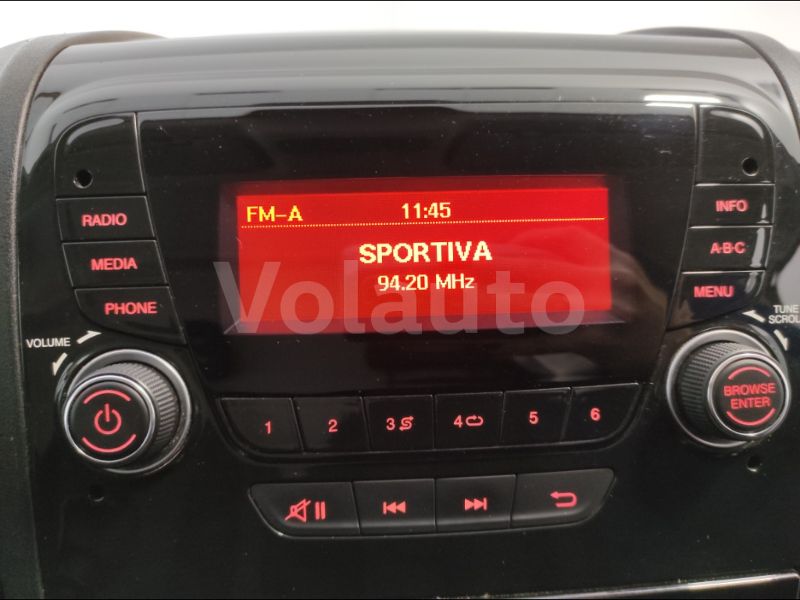 FM-A 11:45
SPORTIVA
94.20 MHz
Volauto
RADIO
MEDIA
PHONE
INFO
A·B·C
MENU
VOLUME
TUNE
SCROLL
BROWSE
ENTER
1 2 3 4 5 6